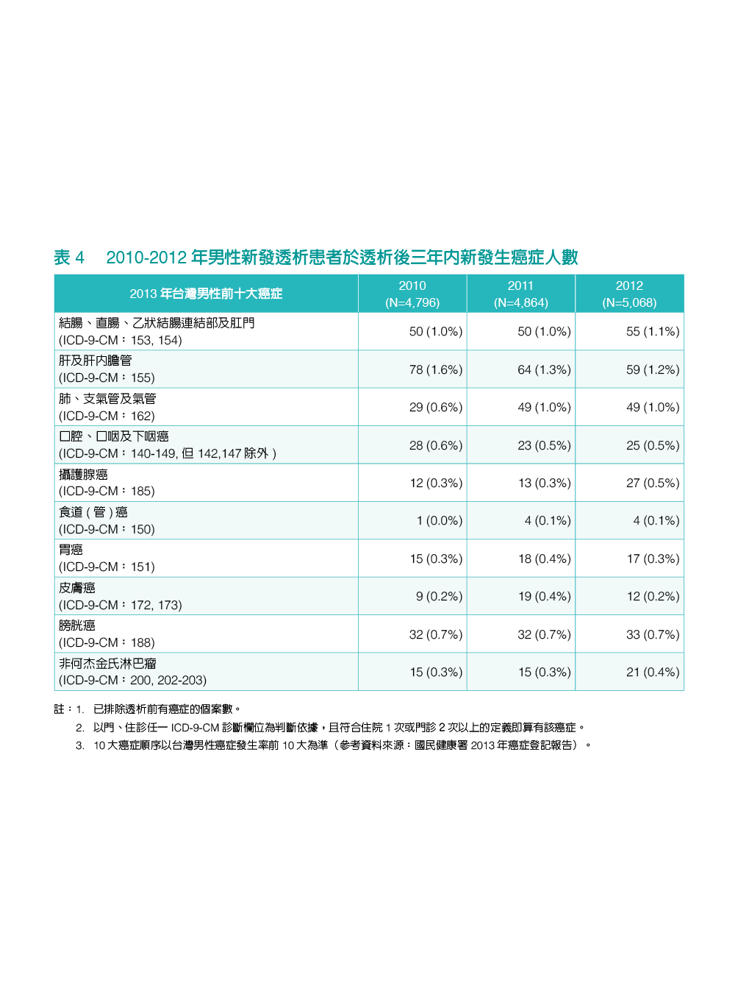 表 4 2010-2012 年男性新發透析患者於透析後三年內新發生癌症人數
2013 年台灣男性前十大癌症
2010
(N=4,796)
2011
(N=4,864)
2012
(N=5,068)
結腸、直腸、乙狀結腸連結部及肛門
(ICD-9-CM：153, 154)
50 (1.0%) 50 (1.0%) 55 (1.1%)
肝及肝內膽管
(ICD-9-CM：155)
78 (1.6%) 64 (1.3%) 59 (1.2%)
肺、支氣管及氣管
(ICD-9-CM：162)
29 (0.6%) 49 (1.0%) 49 (1.0%)
口腔、口咽及下咽癌
(ICD-9-CM：140-149, 但 142,147 除外 )
28 (0.6%) 23 (0.5%) 25 (0.5%)
攝護腺癌
(ICD-9-CM：185)
12 (0.3%) 13 (0.3%) 27 (0.5%)
食道 ( 管 ) 癌
(ICD-9-CM：150)
1 (0.0%) 4 (0.1%) 4 (0.1%)
胃癌
(ICD-9-CM：151)
15 (0.3%) 18 (0.4%) 17 (0.3%)
皮膚癌
(ICD-9-CM：172, 173)
9 (0.2%) 19 (0.4%) 12 (0.2%)
膀胱癌
(ICD-9-CM：188)
32 (0.7%) 32 (0.7%) 33 (0.7%)
非何杰金氏淋巴瘤
(ICD-9-CM：200, 202-203)
15 (0.3%) 15 (0.3%) 21 (0.4%)
註：1. 已排除透析前有癌症的個案數。
2. 以門、住診任一 ICD-9-CM 診斷欄位為判斷依據，且符合住院 1 次或門診 2 次以上的定義即算有該癌症。
3. 10 大癌症順序以台灣男性癌症發生率前 10 大為準（參考資料來源：國民健康署 2013 年癌症登記報告）。